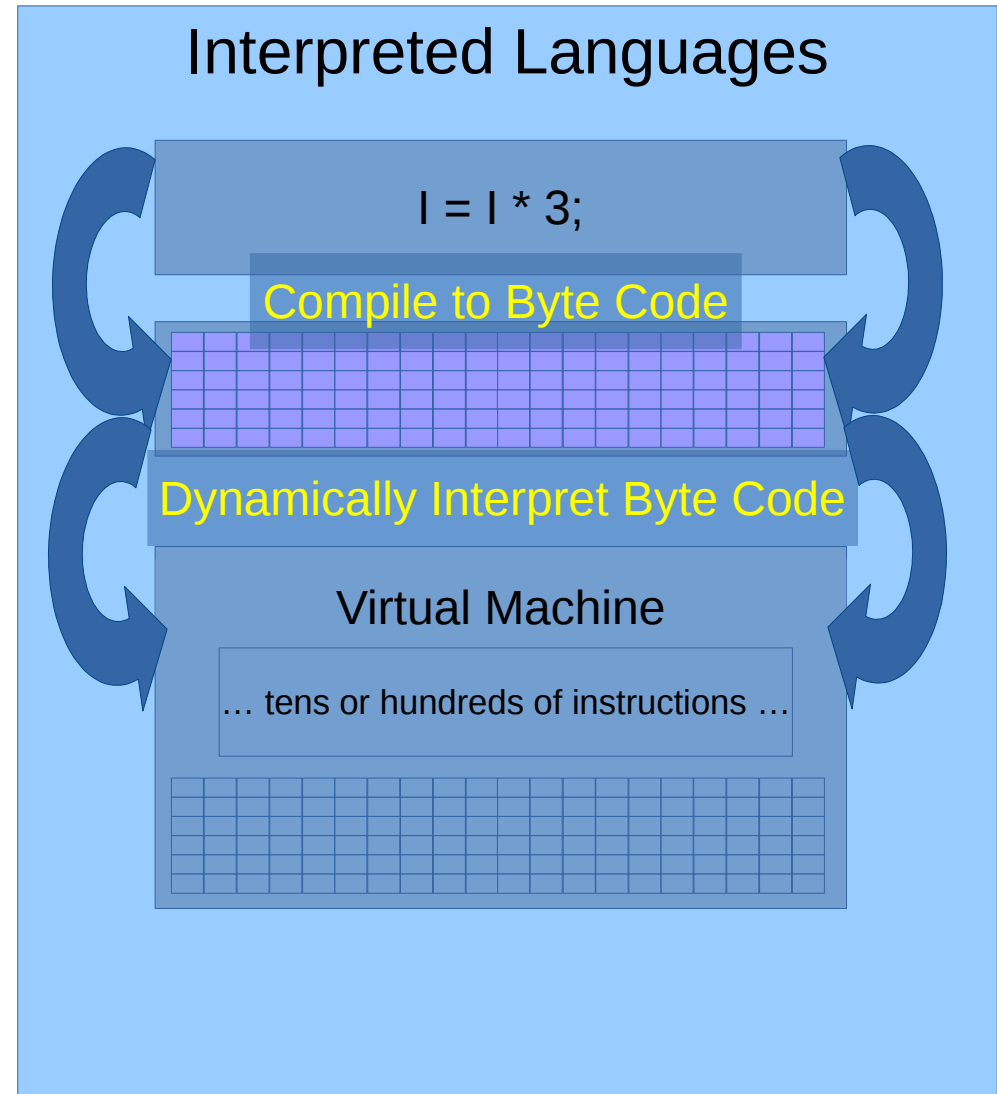 Interpreted Languages
I = I * 3;
Compile to Byte Code
Dynamically Interpret Byte Code
Virtual Machine
… tens or hundreds of instructions …